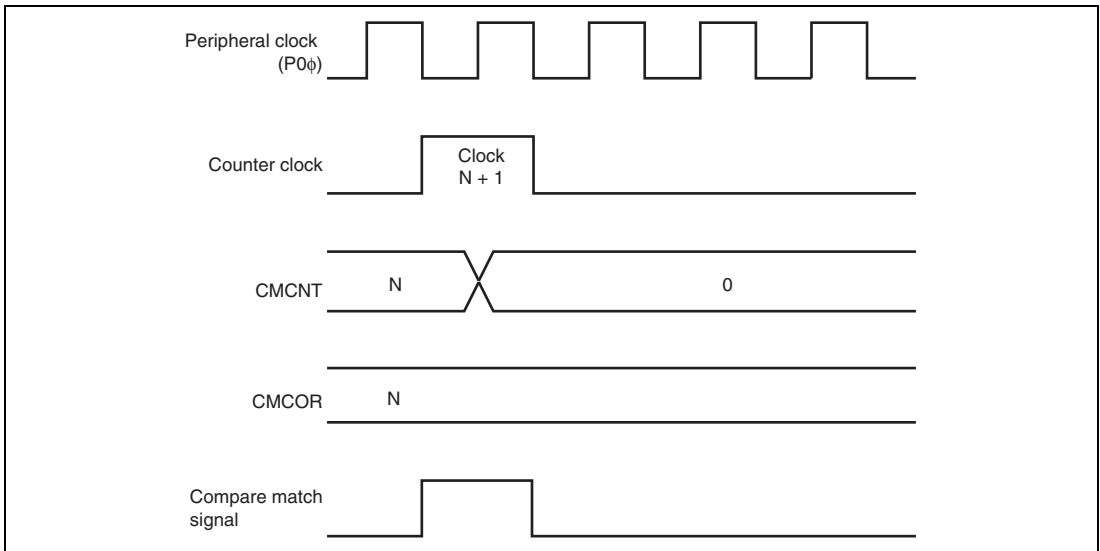 Peripheral clock
(P0ϕ)
Counter clock
Clock
N + 1
CMCNT
N
0
CMCOR
N
Compare match
signal